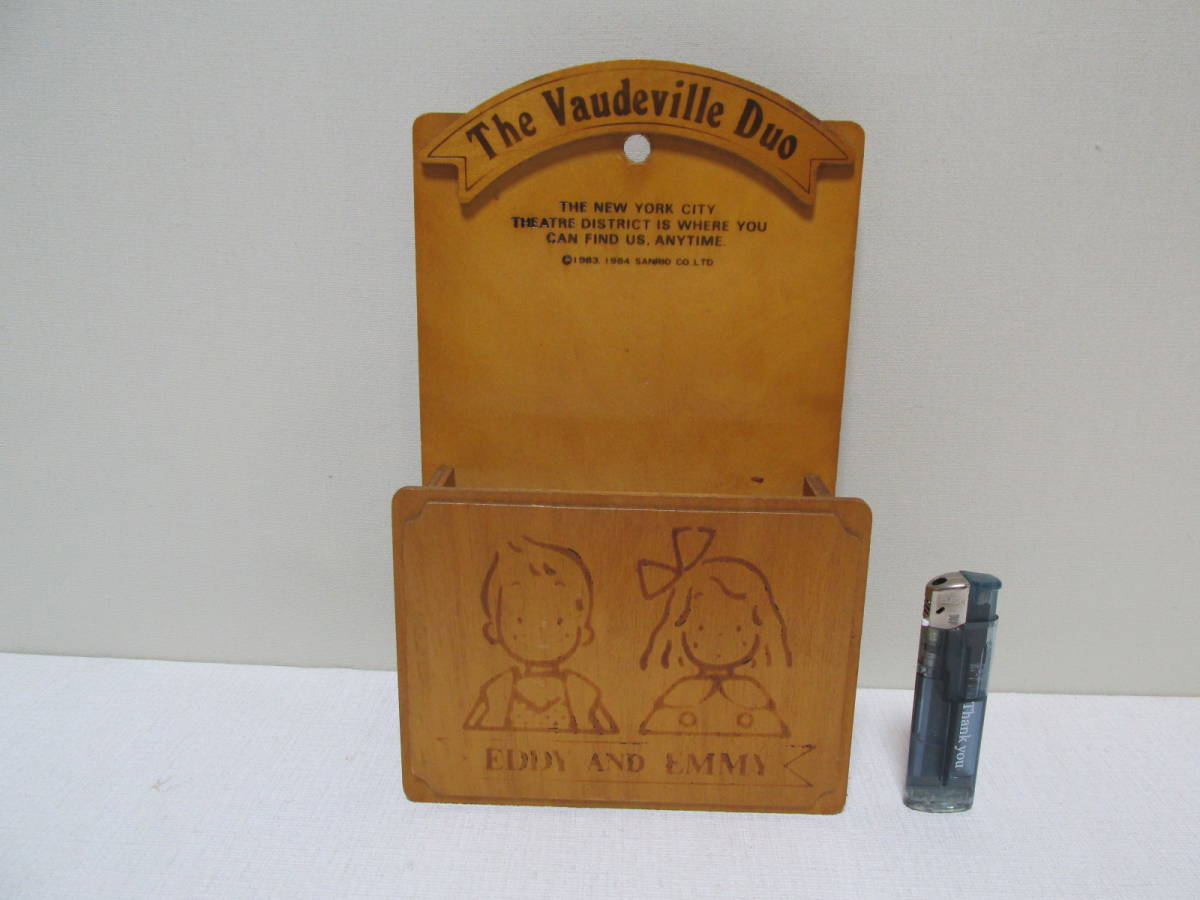 The Vaudeville Duo
THE NEW YORK CITY
THEATRE DISTRICT IS WHERE YOU
CAN FIND US, ANYTIME.
©1983, 1984 SANRIO CO., LTD
EDDY AND EMMY
Thank you